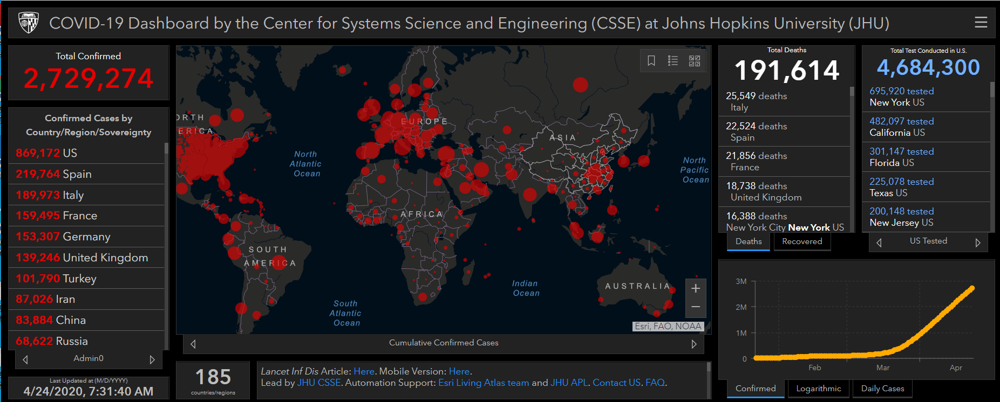 COVID-19 Dashboard by the Center for Systems Science and Engineering (CSSE) at Johns Hopkins University (JHU)
Total Confirmed
2,729,274
Confirmed Cases by
Country/Region/Sovereignty
869,172 US
219,764 Spain
189,973 Italy
159,495 France
153,307 Germany
139,246 United Kingdom
101,790 Turkey
87,026 Iran
83,884 China
68,622 Russia
Admin0
Last Updated at (M/D/YYYY)
4/24/2020, 7:31:40 AM
ORTH
ERICA
North
Atlantic
Ocean
EUROPE
ASIA
North
Pacific
Ocean
AFRICA
SOUTH
AMERICA
South
Atlantic
Ocean
Indian
Ocean
AUSTRALIA
+
−
Esri, FAO, NOAA
Cumulative Confirmed Cases
185
countries/regions
Lancet Inf Dis Article: Here. Mobile Version: Here.
Lead by JHU CSSE. Automation Support: Esri Living Atlas team and JHU APL. Contact US. FAQ.
Total Deaths
191,614
25,549 deaths
Italy
22,524 deaths
Spain
21,856 deaths
France
18,738 deaths
United Kingdom
16,388 deaths
New York City New York US
Deaths
Recovered
Total Test Conducted in U.S.
4,684,300
695,920 tested
New York US
482,097 tested
California US
301,147 tested
Florida US
225,078 tested
Texas US
200,148 tested
New Jersey US
US Tested
3M
2M
1M
0
Feb
Mar
Apr
Confirmed
Logarithmic
Daily Cases